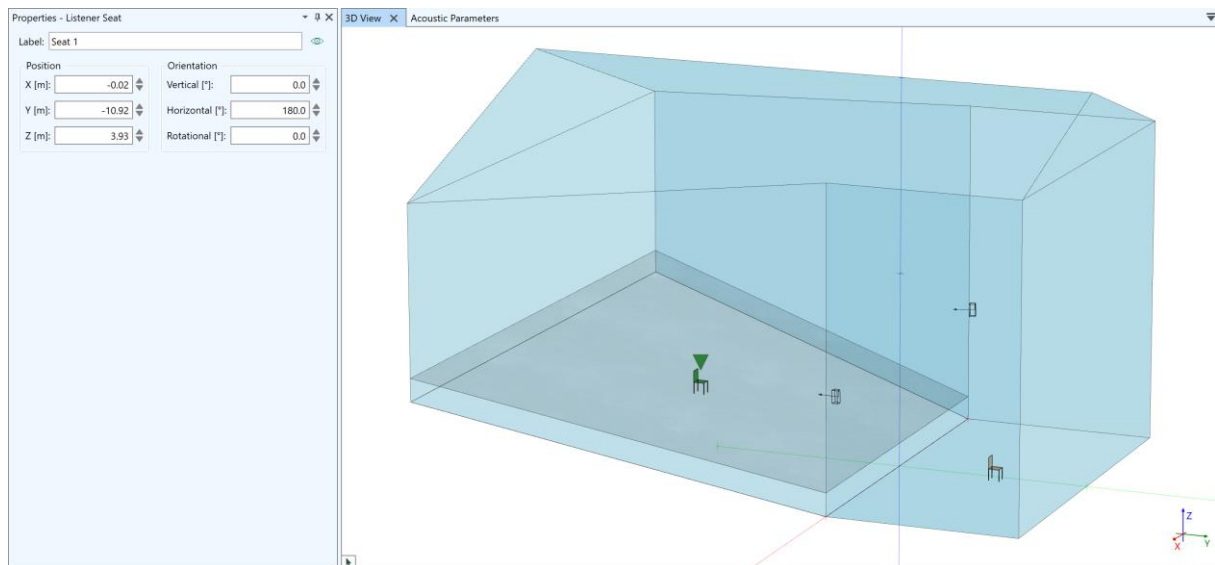 Properties - Listener Seat
3D View
Acoustic Parameters
Label: Seat 1
Position
Orientation
X [m]: -0.02
Vertical [°]: 0.0
Y [m]: -10.92
Horizontal [°]: 180.0
Z [m]: 3.93
Rotational [°]: 0.0
Z
X
Y